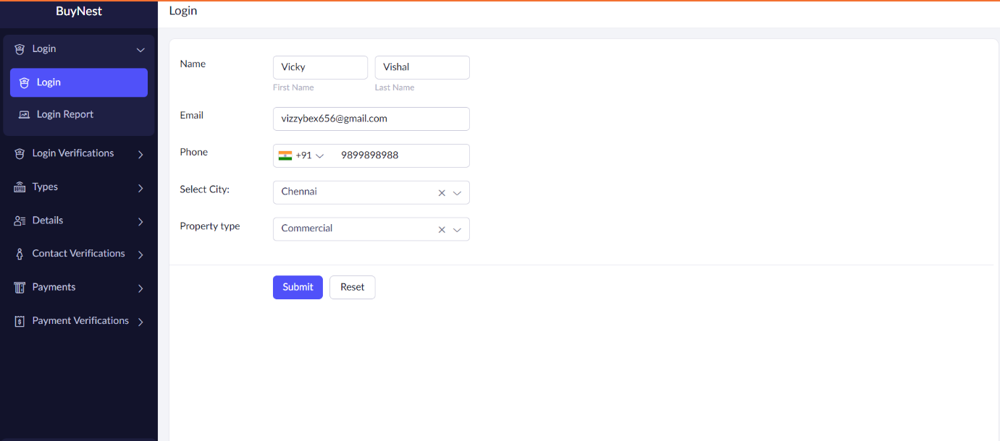 BuyNest
Login
Login
Login
Login Report
Login Verifications
Types
Details
Contact Verifications
Payments
Payment Verifications
Name
Vicky
Vishal
First Name
Last Name
Email
vizzybex656@gmail.com
Phone
+91
9899898988
Select City:
Chennai
Property type
Commercial
Submit
Reset